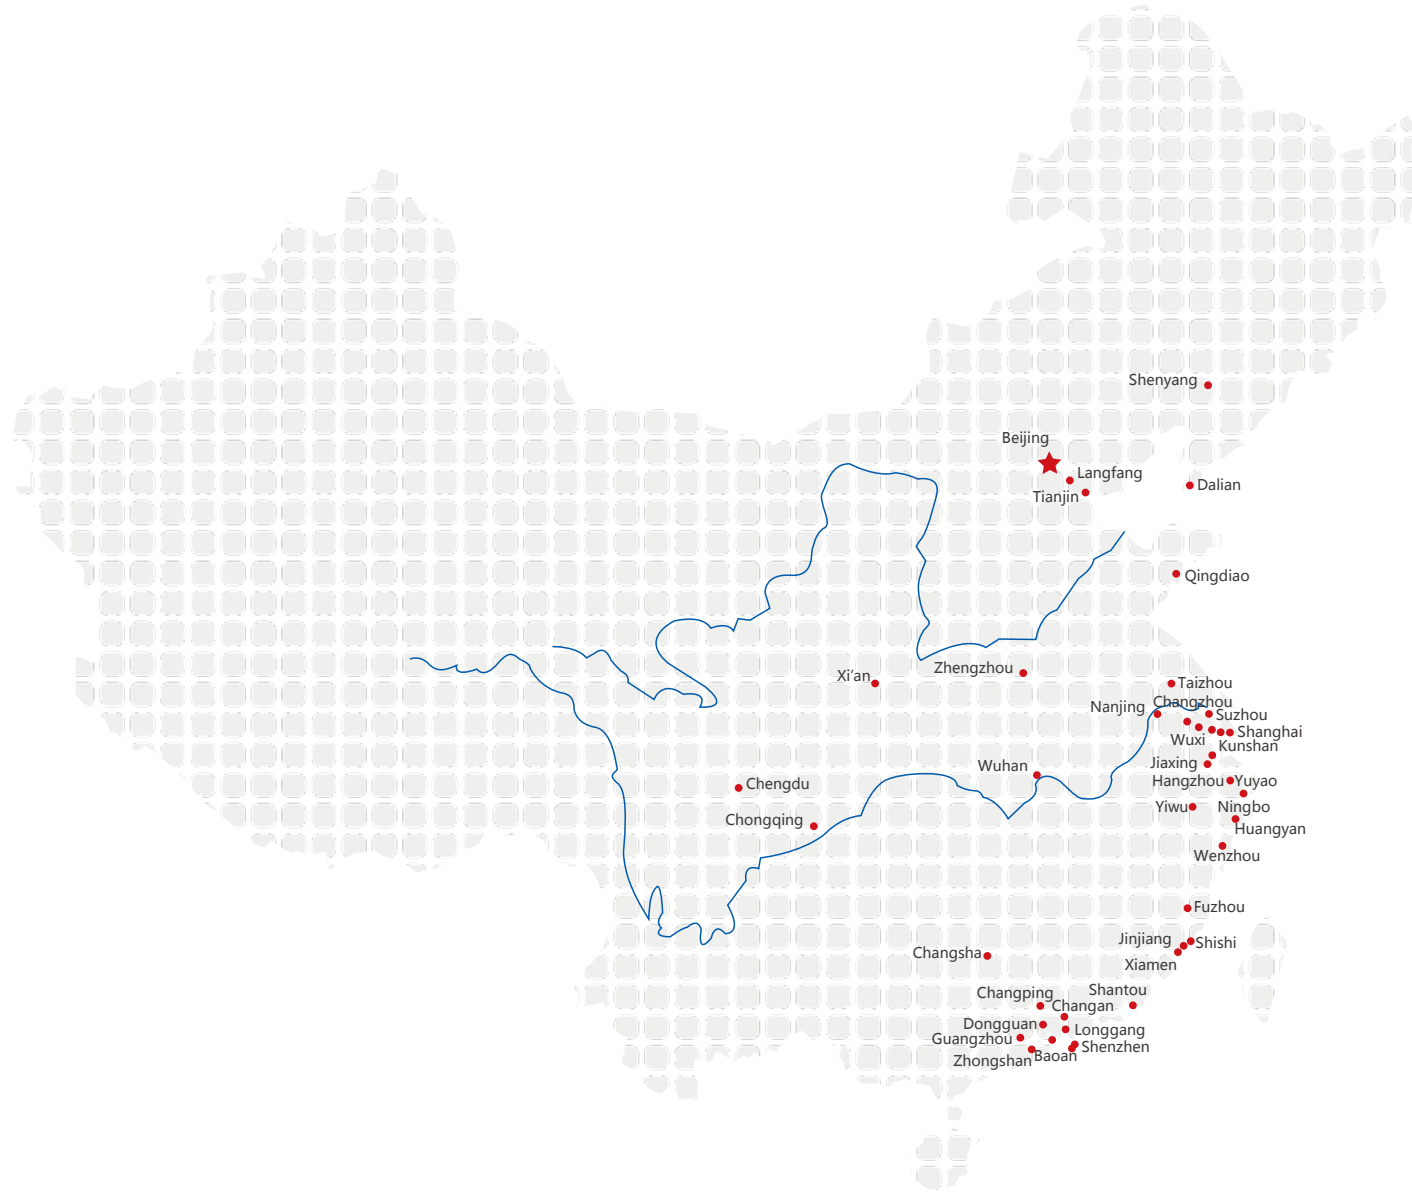 Shenyang
Beijing
Langfang
Tianjin
Dalian
Qingdiao
Zhengzhou
Xi'an
Taizhou
Changzhou
Nanjing
Suzhou
Shanghai
Wuxi
Kunshan
Jiaxing
Wuhan
Hangzhou
Yuyao
Chengdu
Yiwu
Ningbo
Chongqing
Huangyan
Wenzhou
Fuzhou
Jinjiang
Shishi
Changsha
Xiamen
Shantou
Changping
Changan
Dongguan
Longgang
Guangzhou
Shenzhen
Baoan
Zhongshan